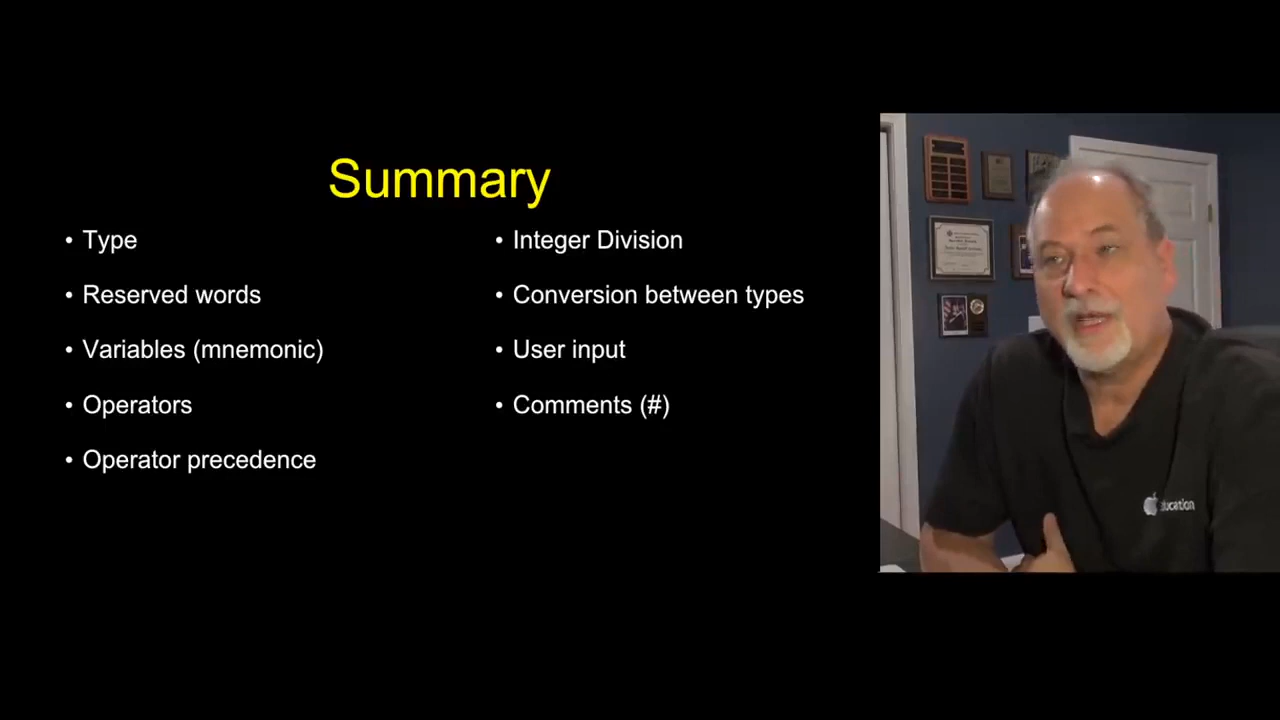 Summary
• Type
• Reserved words
• Variables (mnemonic)
• Operators
• Operator precedence
• Integer Division
• Conversion between types
• User input
• Comments (#)